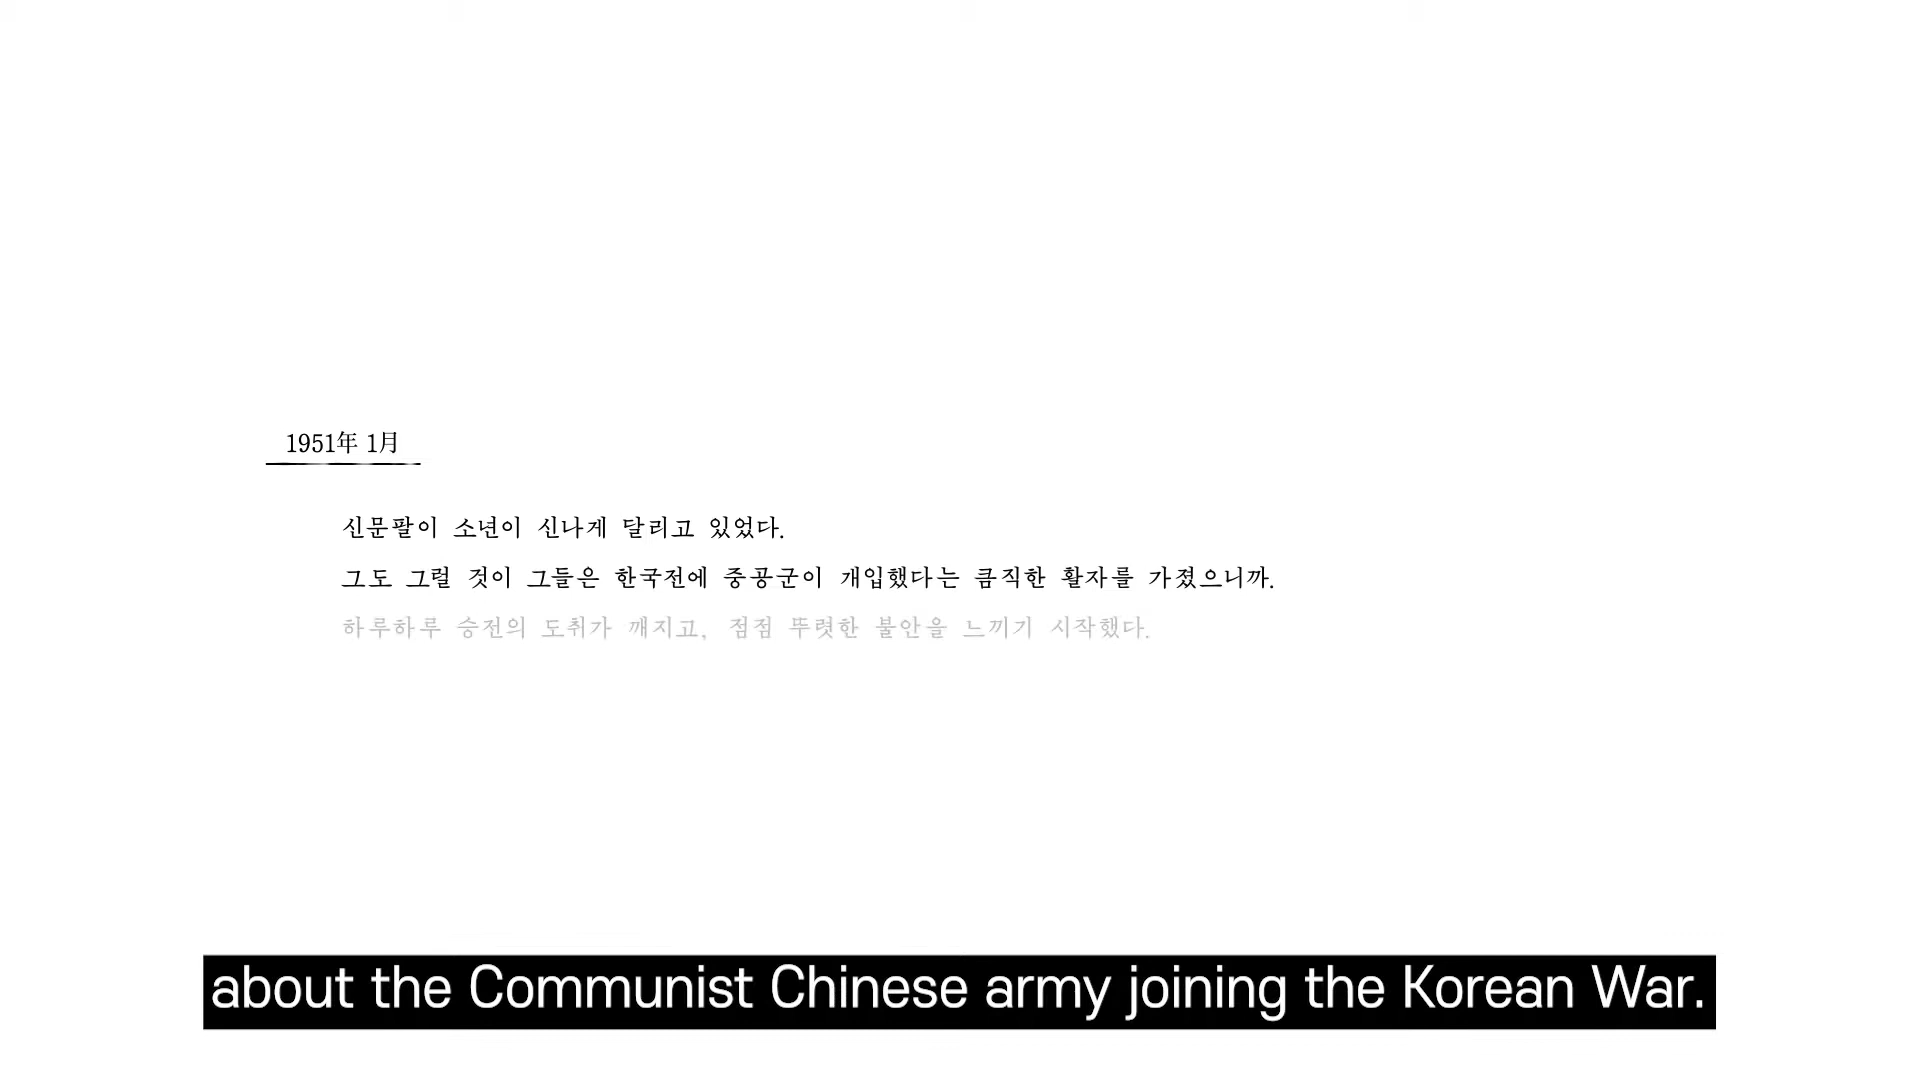 1951年 1月
신문팔이 소년이 신나게 달리고 있었다.
그도 그럴 것이 그들은 한국전에 중공군이 개입했다는 큼직한 활자를 가졌으니까.
하루하루 승전의 도취가 깨지고, 점점 뚜렷한 불안을 느끼기 시작했다.
about the Communist Chinese army joining the Korean War.